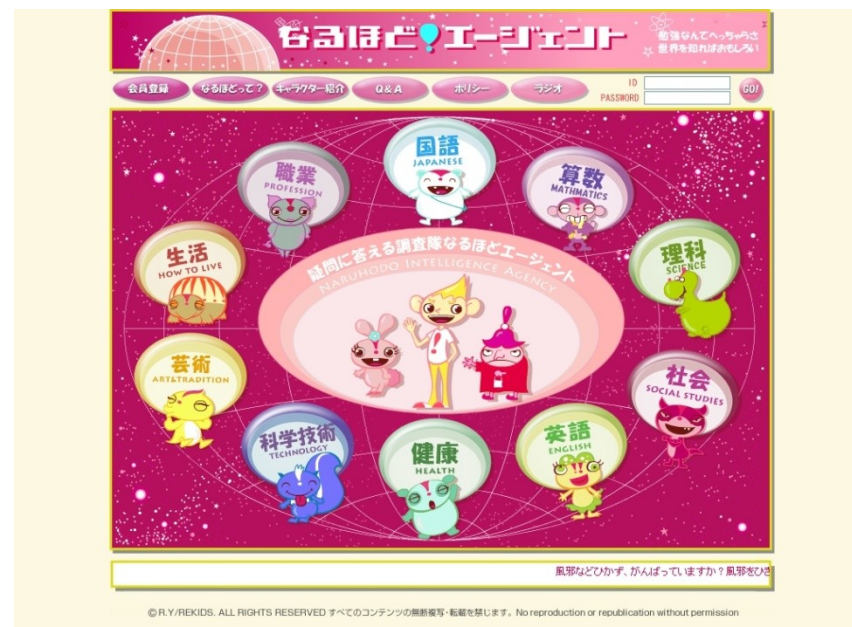 なるほど!エージェント
勉強なんてへっちゃらさ
世界を知ればおもしろい
会員登録
なるほどって?
キャラクター紹介
Q&A
ポリシー
ラジオ
ID
PASSWORD
GO!
国語
JAPANESE
職業
PROFESSION
算数
MATHMATICS
生活
HOW TO LIVE
理科
SCIENCE
疑問に答える調査隊なるほどエージェント
NARUHODO INTELLIGENCE AGENCY
芸術
ART&TRADITION
社会
SOCIAL STUDIES
科学技術
TECHNOLOGY
健康
HEALTH
英語
ENGLISH
風邪などひかず、がんばっていますか?風邪をひき
© R.Y/REKIDS. ALL RIGHTS RESERVED すべてのコンテンツの無断複写・転載を禁じます。No reproduction or republication without permission